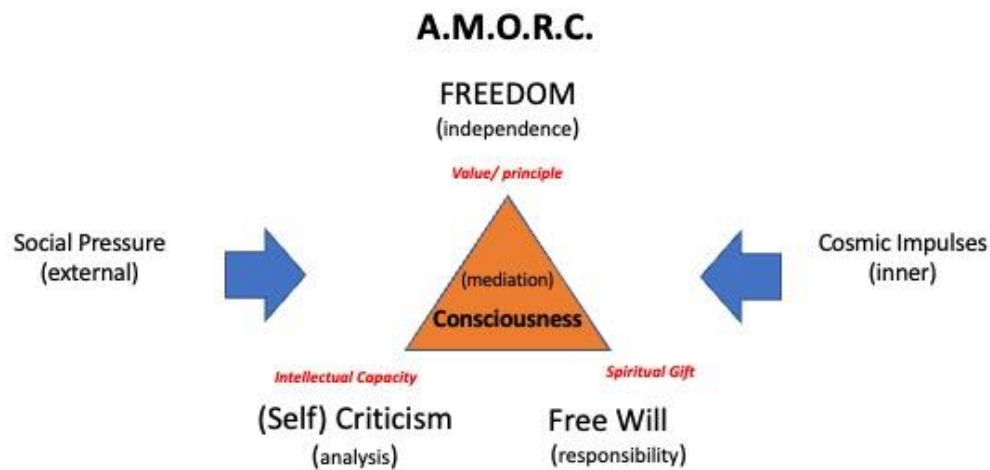 A.M.O.R.C.
FREEDOM
(independence)
Value/ principle
Social Pressure
(external)
Cosmic Impulses
(inner)
(mediation)
Consciousness
Intellectual Capacity
Spiritual Gift
(Self) Criticism
(analysis)
Free Will
(responsibility)